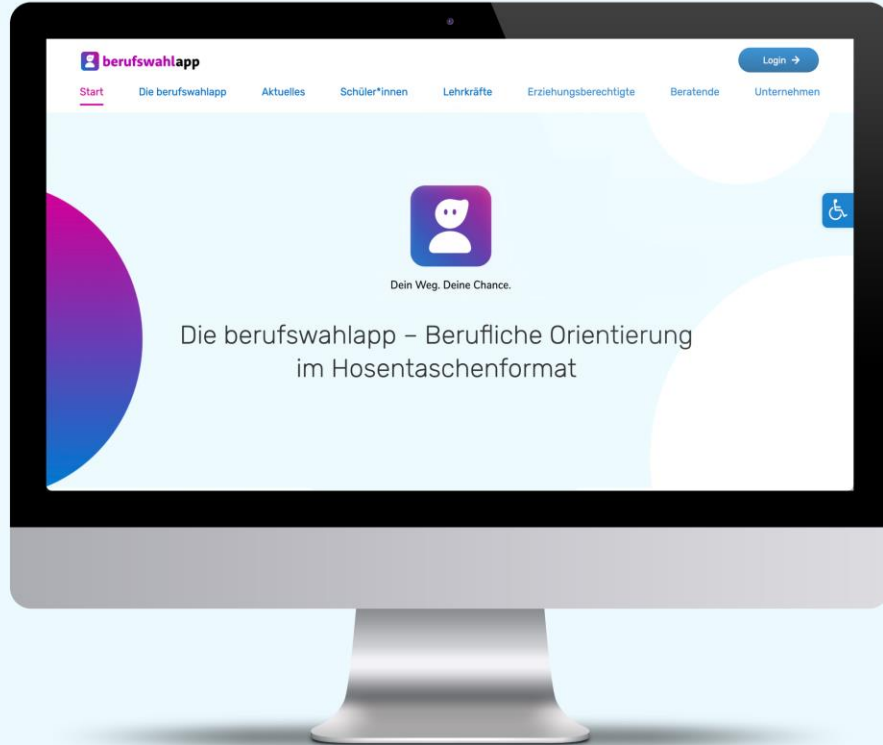 berufswahlapp
Login →
Start Die berufswahlapp Aktuelles Schüler*innen Lehrkräfte Erziehungsberechtigte Beratende Unternehmen
Dein Weg. Deine Chance.
Die berufswahlapp – Berufliche Orientierung
im Hosentaschenformat